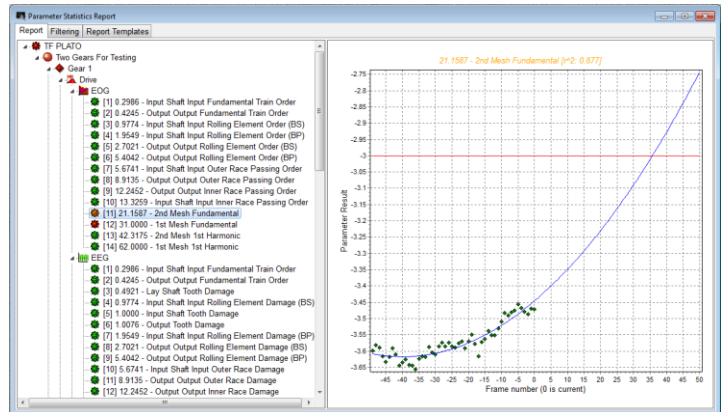 Parameter Statistics Report
Report Filtering Report Templates
TF PLATO
Two Gears For Testing
Gear 1
Drive
EOG
[1] 0.2986 - Input Shaft Input Fundamental Train Order
[2] 0.4245 - Output Output Fundamental Train Order
[3] 0.9774 - Input Shaft Input Rolling Element Order (BS)
[4] 1.9549 - Input Shaft Input Rolling Element Order (BP)
[5] 2.7021 - Output Output Rolling Element Order (BS)
[6] 5.4042 - Output Output Rolling Element Order (BP)
[7] 5.6741 - Input Shaft Input Outer Race Passing Order
[8] 8.9135 - Output Output Outer Race Passing Order
[9] 12.2452 - Output Output Inner Race Passing Order
[10] 13.3259 - Input Shaft Input Inner Race Passing Order
[11] 21.1587 - 2nd Mesh Fundamental
[12] 31.0000 - 1st Mesh Fundamental
[13] 42.3175 - 2nd Mesh 1st Harmonic
[14] 62.0000 - 1st Mesh 1st Harmonic
EEG
[1] 0.2986 - Input Shaft Input Fundamental Train Order
[2] 0.4245 - Output Output Fundamental Train Order
[3] 0.4921 - Lay Shaft Tooth Damage
[4] 0.9774 - Input Shaft Input Rolling Element Damage (BS)
[5] 1.0000 - Input Shaft Tooth Damage
[6] 1.0076 - Output Tooth Damage
[7] 1.9549 - Input Shaft Input Rolling Element Damage (BP)
[8] 2.7021 - Output Output Rolling Element Damage (BS)
[9] 5.4042 - Output Output Rolling Element Damage (BP)
[10] 5.6741 - Input Shaft Input Outer Race Damage
[11] 8.9135 - Output Output Outer Race Damage
[12] 12.2452 - Output Output Inner Race Damage
21.1587 - 2nd Mesh Fundamental [r^2: 0.877]
-2.75
-2.8
-2.85
-2.9
-2.95
-3
-3.05
-3.1
-3.15
-3.2
-3.25
-3.3
-3.35
-3.4
-3.45
-3.5
-3.55
-3.6
-3.65
Parameter Result
-45 -40 -35 -30 -25 -20 -15 -10 -5 0 5 10 15 20 25 30 35 40 45 50
Frame number (0 is current)